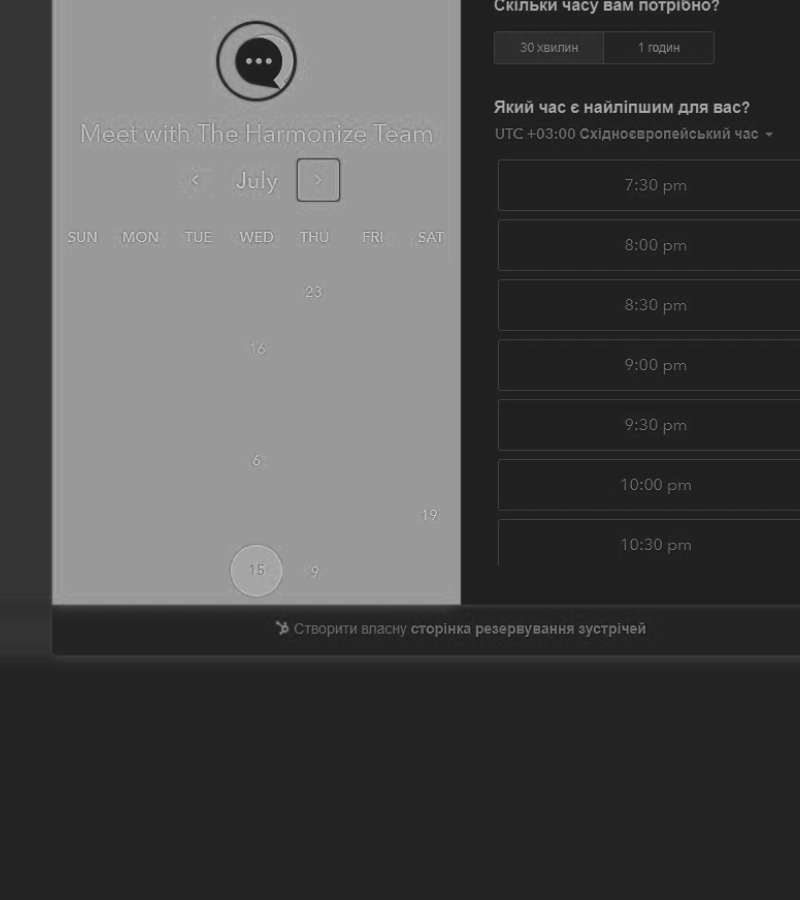 Meet with The Harmonize Team
< July >
SUN MON TUE WED THU FRI SAT
23
16
6
19
15 9
Скільки часу вам потрібно?
30 хвилин 1 годин
Який час є найліпшим для вас?
UTC +03:00 Східноєвропейський час
7:30 pm
8:00 pm
8:30 pm
9:00 pm
9:30 pm
10:00 pm
10:30 pm
Створити власну сторінка резервування зустрічей